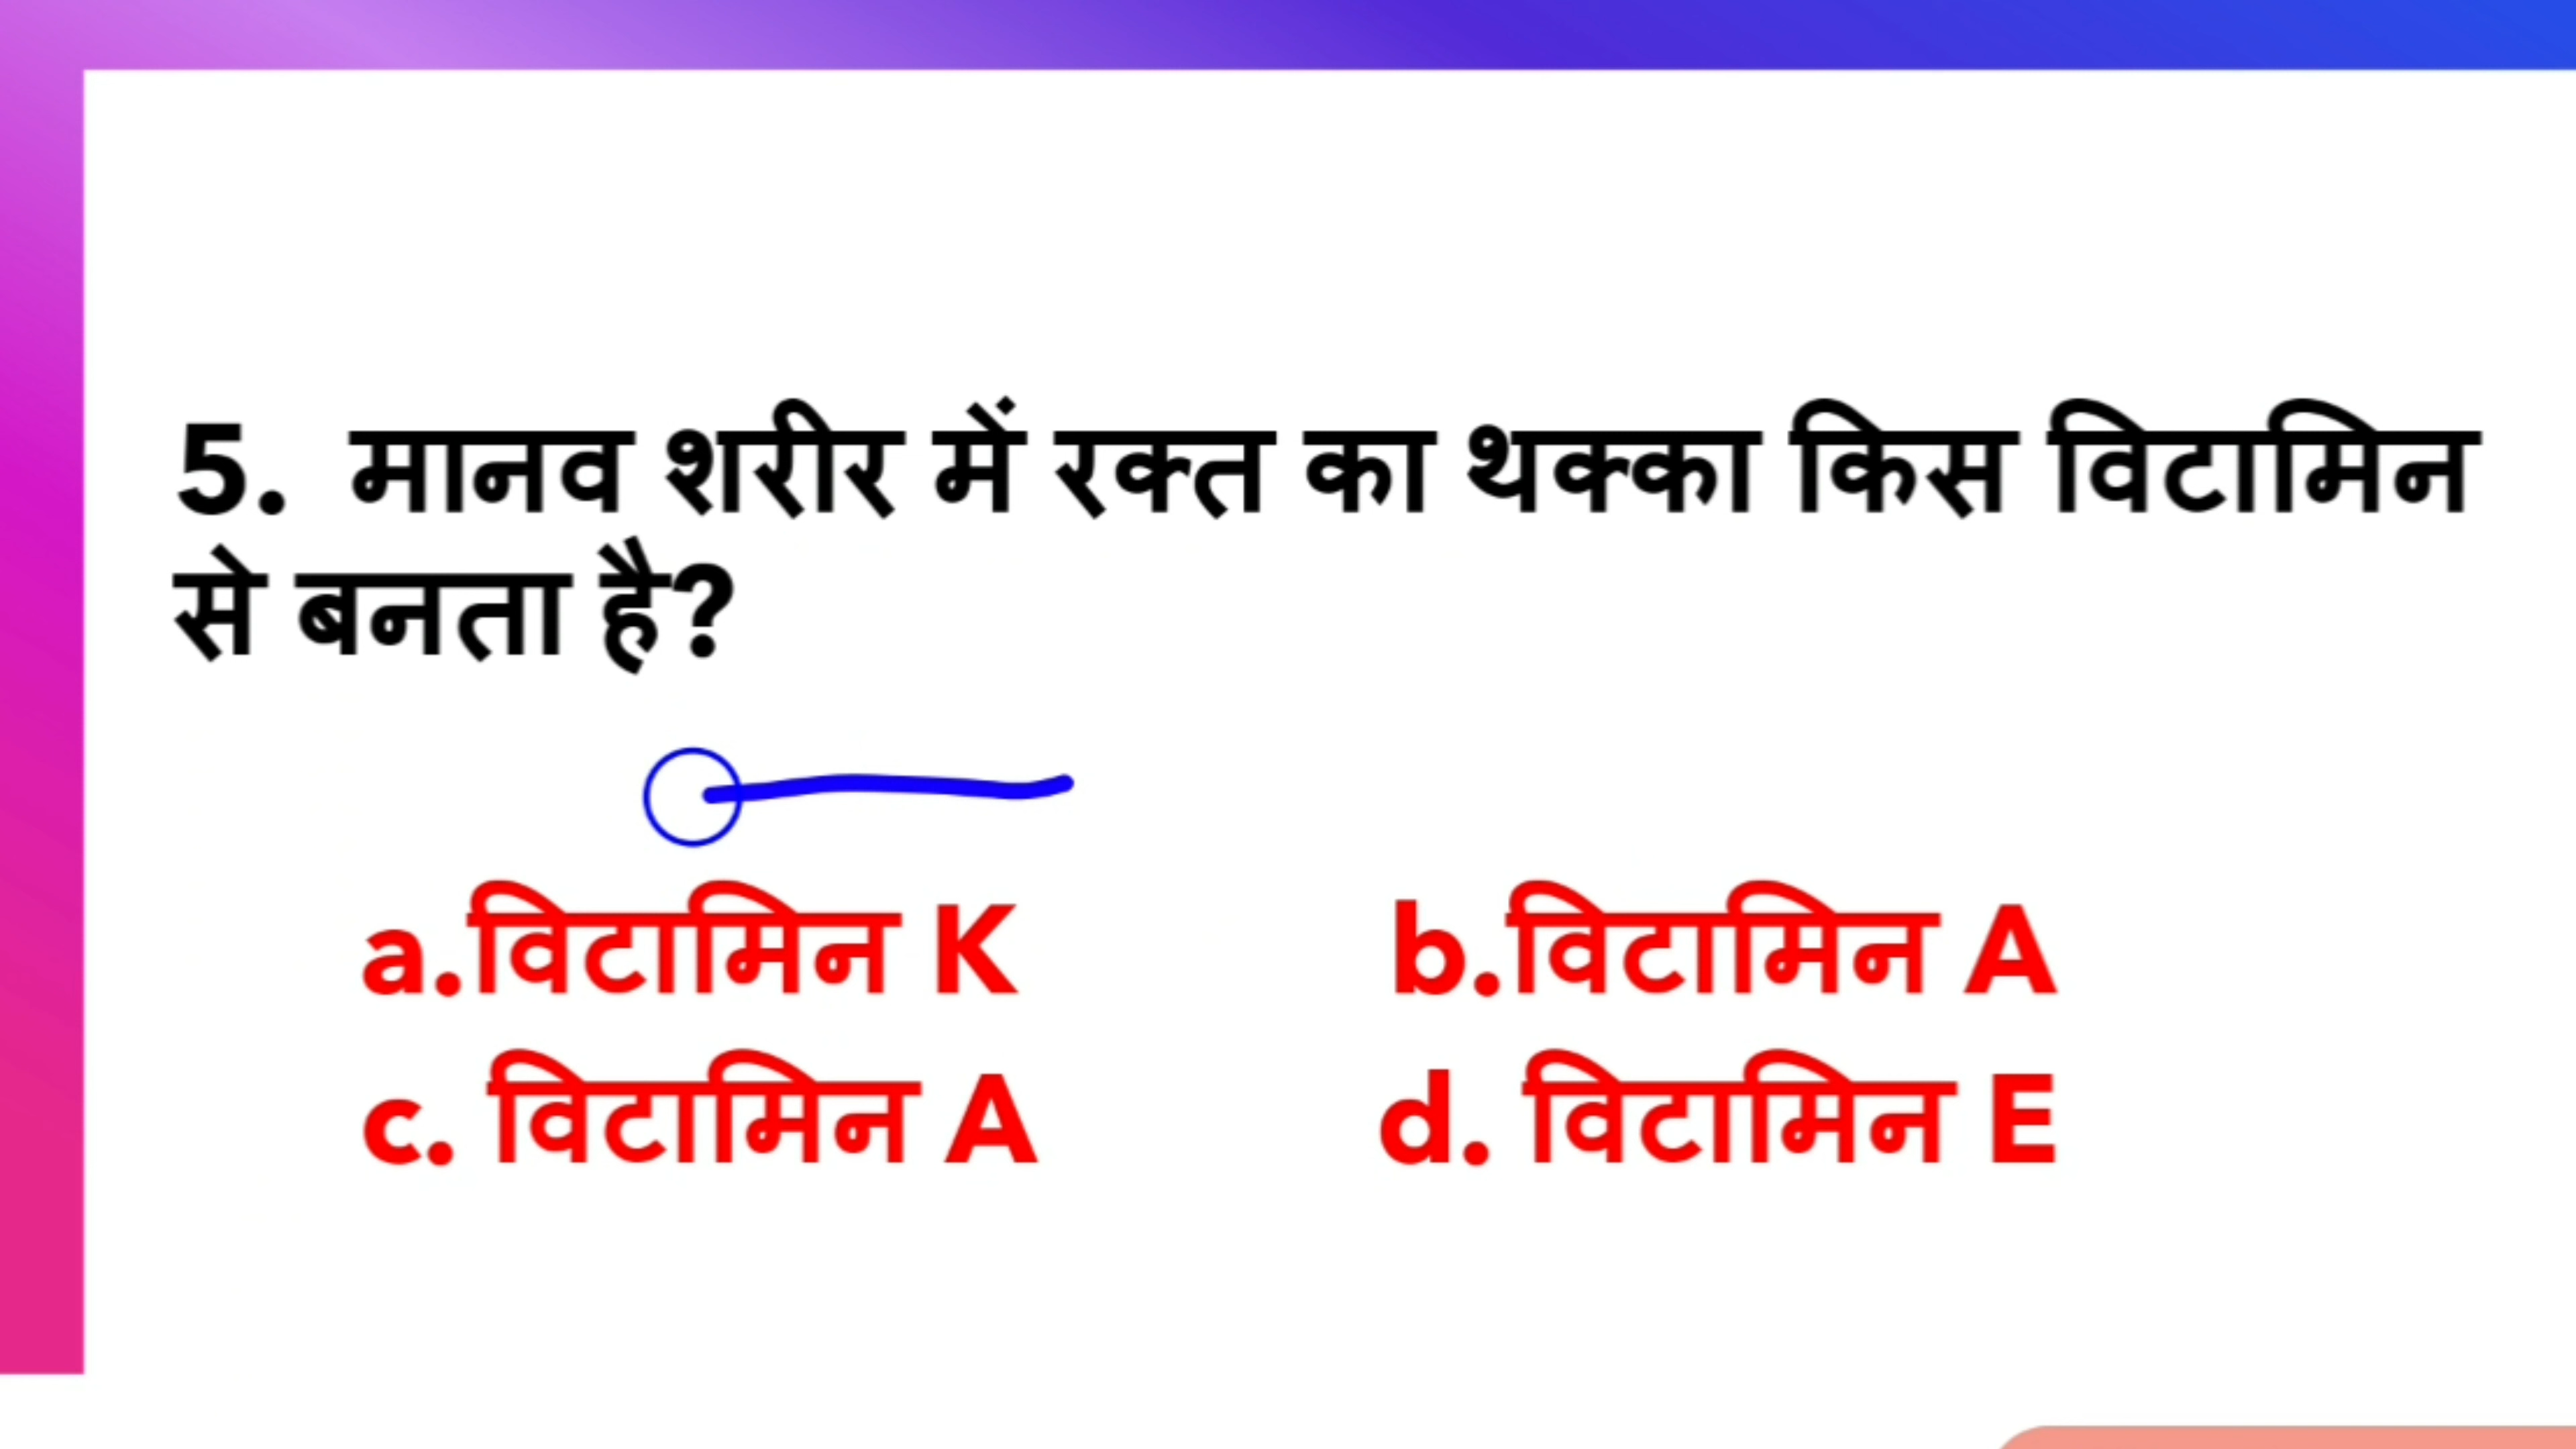 5. मानव शरीर में रक्त का थक्का किस विटामिन
से बनता है?
a.विटामिन K b.विटामिन A
c. विटामिन A d. विटामिन E